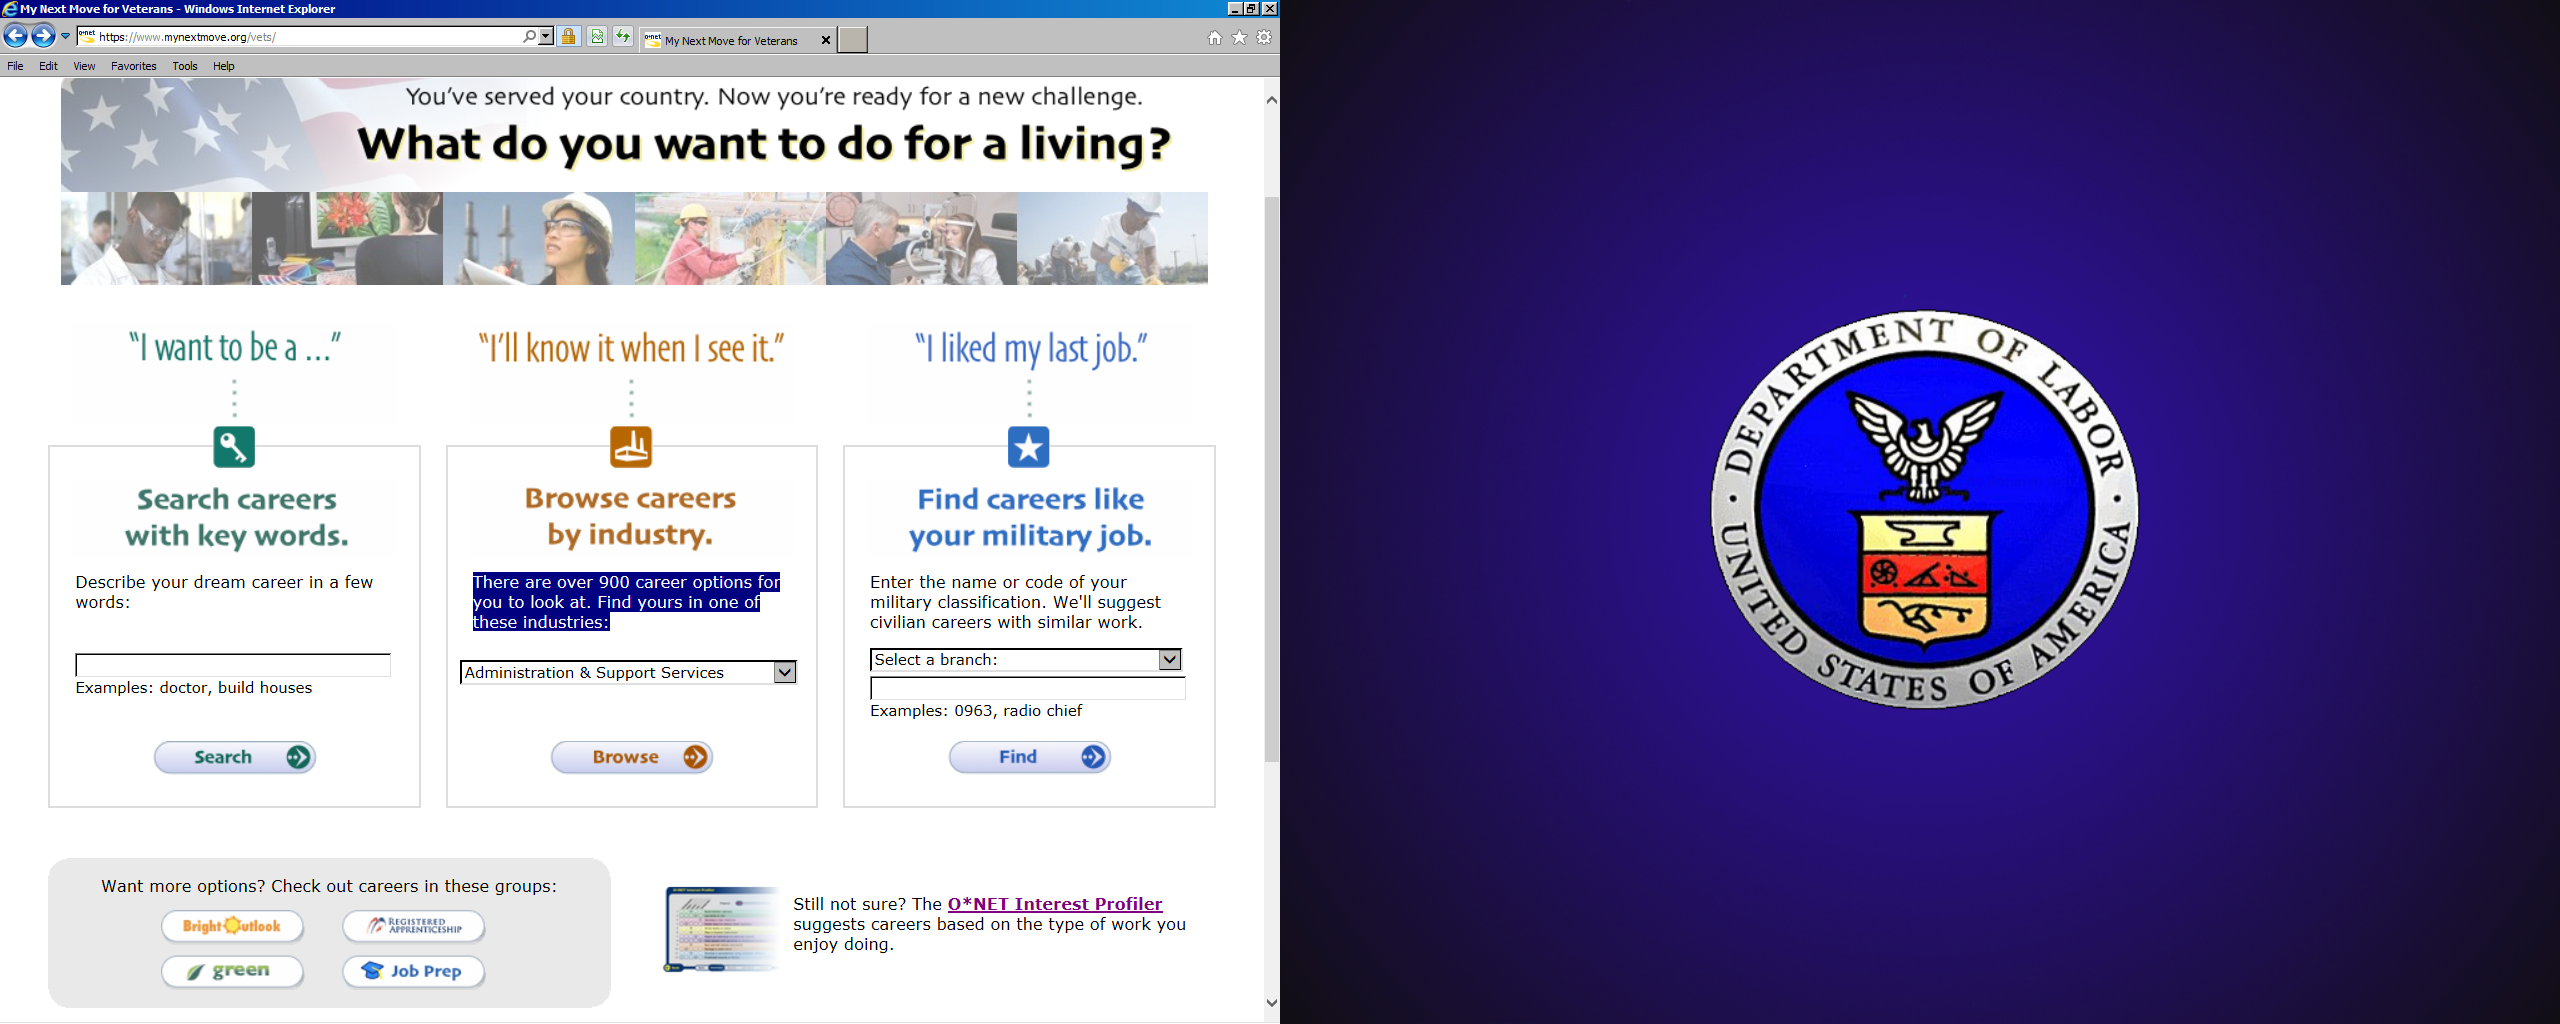 My Next Move for Veterans - Windows Internet Explorer
https://www.mynextmove.org/vets/
My Next Move for Veterans
File Edit View Favorites Tools Help
You've served your country. Now you're ready for a new challenge.
What do you want to do for a living?
"I want to be a ..."
Search careers
with key words.
Describe your dream career in a few
words:
Examples: doctor, build houses
Search
"I'll know it when I see it."
Browse careers
by industry.
There are over 900 career options for
you to look at. Find yours in one of
these industries:
Administration & Support Services
Browse
"I liked my last job."
Find careers like
your military job.
Enter the name or code of your
military classification. We'll suggest
civilian careers with similar work.
Select a branch:
Examples: 0963, radio chief
Find
Want more options? Check out careers in these groups:
Bright Outlook
REGISTERED
APPRENTICESHIP
green
Job Prep
Still not sure? The O*NET Interest Profiler
suggests careers based on the type of work you
enjoy doing.
DEPARTMENT OF LABOR
UNITED STATES OF AMERICA